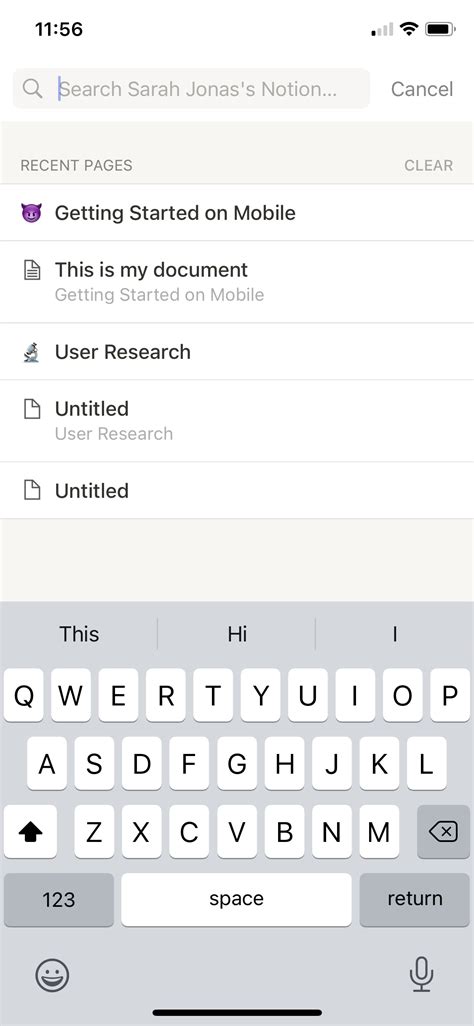 11:56
Search Sarah Jonas's Notion... Cancel
RECENT PAGES CLEAR
Getting Started on Mobile
This is my document
Getting Started on Mobile
User Research
Untitled
User Research
Untitled
This Hi I
Q W E R T Y U I O P
A S D F G H J K L
Z X C V B N M
123 space return